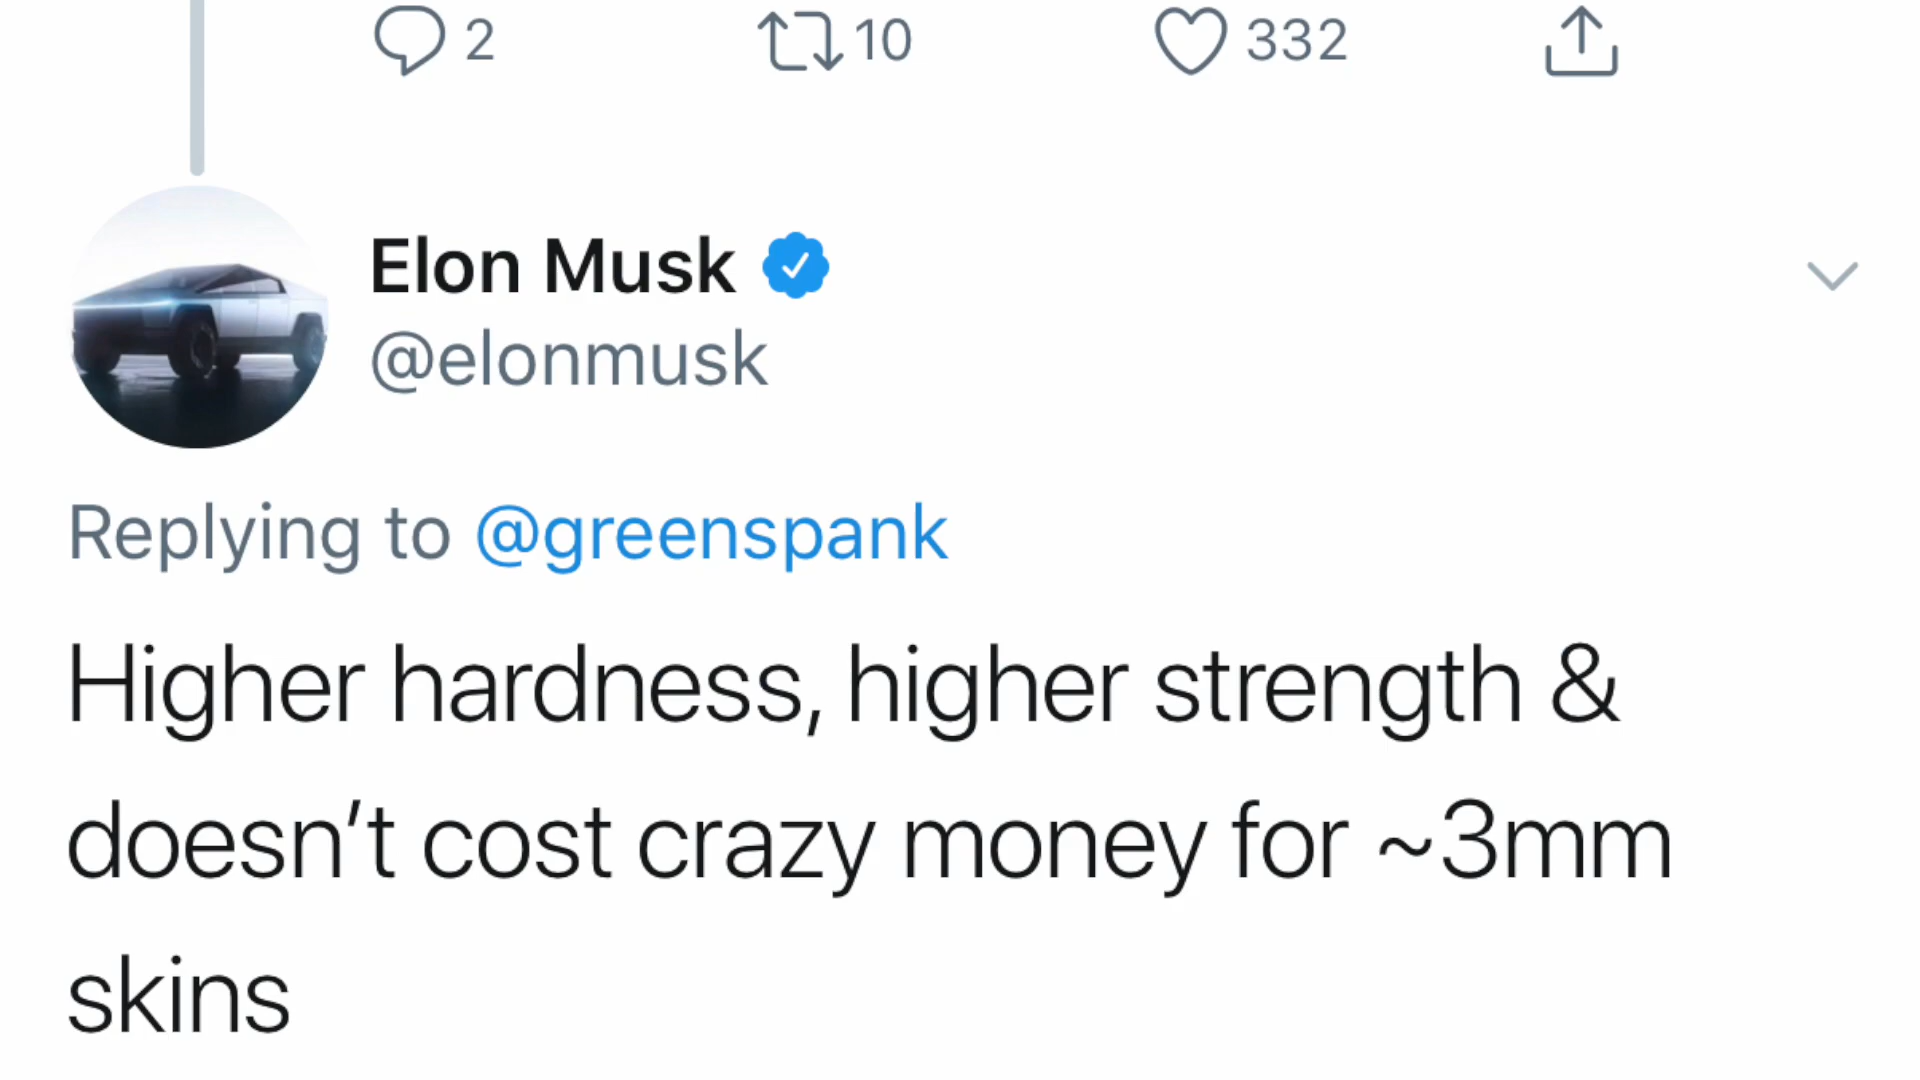 2 10 332
Elon Musk
@elonmusk
Replying to @greenspank
Higher hardness, higher strength &
doesn’t cost crazy money for ~3mm
skins